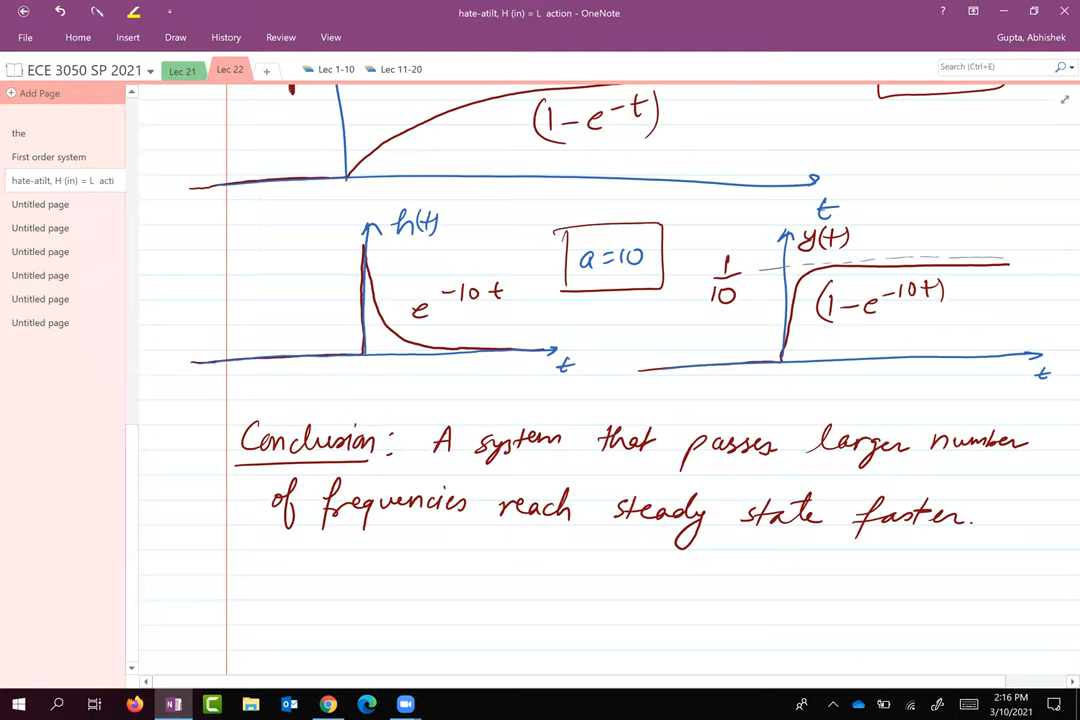 hate-atilt, H (in) = L action - OneNote
Gupta, Abhishek
File Home Insert Draw History Review View
ECE 3050 SP 2021 Lec 21 Lec 22 Lec 1-10 Lec 11-20 Search (Ctrl+E)
Add Page
the
First order system
hate-atilt, H (in) = L acti
Untitled page
Untitled page
Untitled page
Untitled page
Untitled page
Untitled page
(1-e^-t)
t
h(t)
a=10
e^-10t
t
y(t)
1/10
(1-e^-10t)
t
Conclusion: A system that passes larger number
of frequencies reach steady state faster.
2:16 PM
3/10/2021